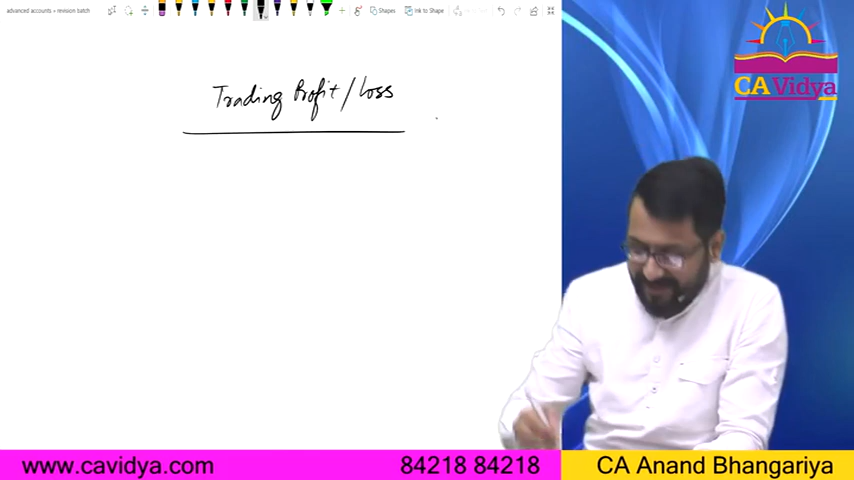 advanced accounts + revision batch
Shapes
Ink to Shape
CA Vidya
Trading Profit/Loss
www.cavidya.com
84218 84218
CA Anand Bhangariya